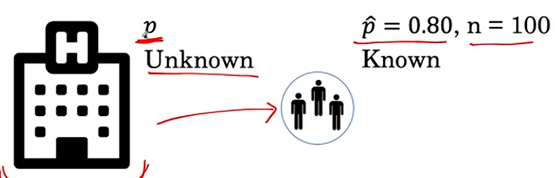 H
p
Unknown
p̂ = 0.80, n = 100
Known